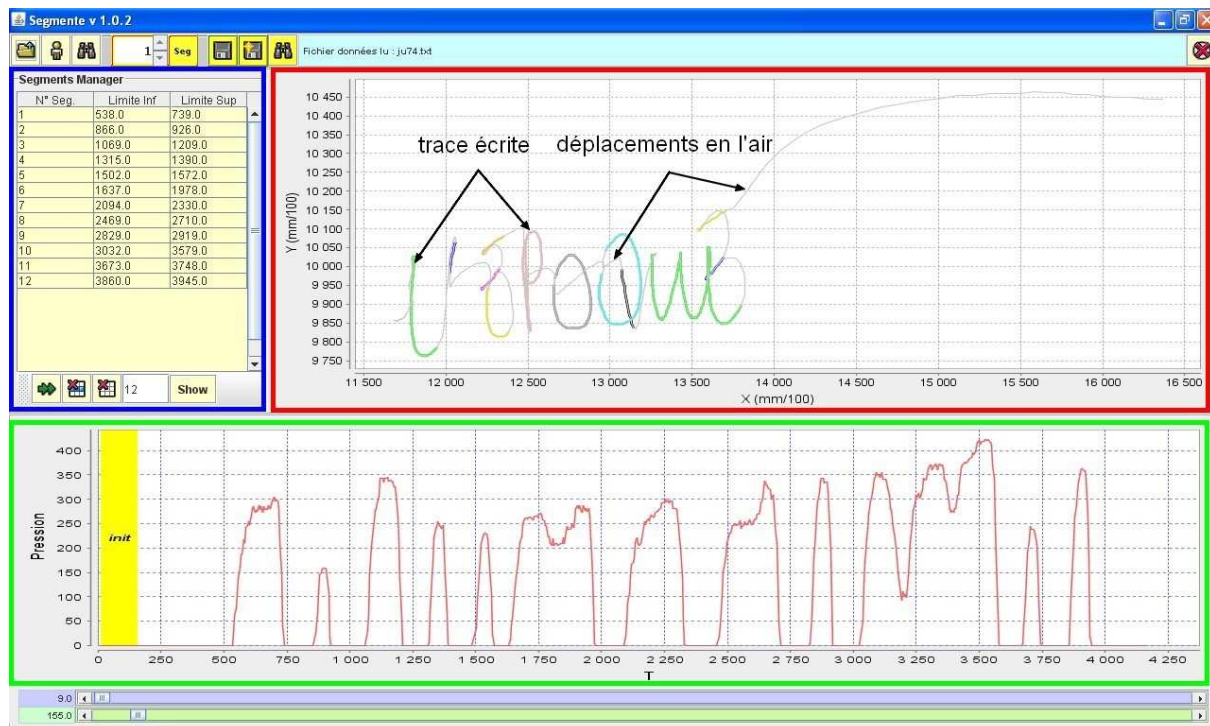 Segmente v 1.0.2
1 Seg Fichier données lu : ju74.txt
Segments Manager
N° Seg. Limite Inf Limite Sup
1 538.0 739.0
2 866.0 926.0
3 1069.0 1209.0
4 1315.0 1390.0
5 1502.0 1572.0
6 1637.0 1978.0
7 2094.0 2330.0
8 2469.0 2710.0
9 2829.0 2919.0
10 3032.0 3579.0
11 3673.0 3748.0
12 3860.0 3945.0
12 Show
trace écrite déplacements en l'air
Y (mm/100)
10 450
10 400
10 350
10 300
10 250
10 200
10 150
10 100
10 050
10 000
9 950
9 900
9 850
9 800
9 750
11 500 12 000 12 500 13 000 13 500 14 000 14 500 15 000 15 500 16 000 16 500
X (mm/100)
Pression
400
350
300
250
200
150
100
50
0
init
0 250 500 750 1 000 1 250 1 500 1 750 2 000 2 250 2 500 2 750 3 000 3 250 3 500 3 750 4 000 4 250
T
9.0
155.0